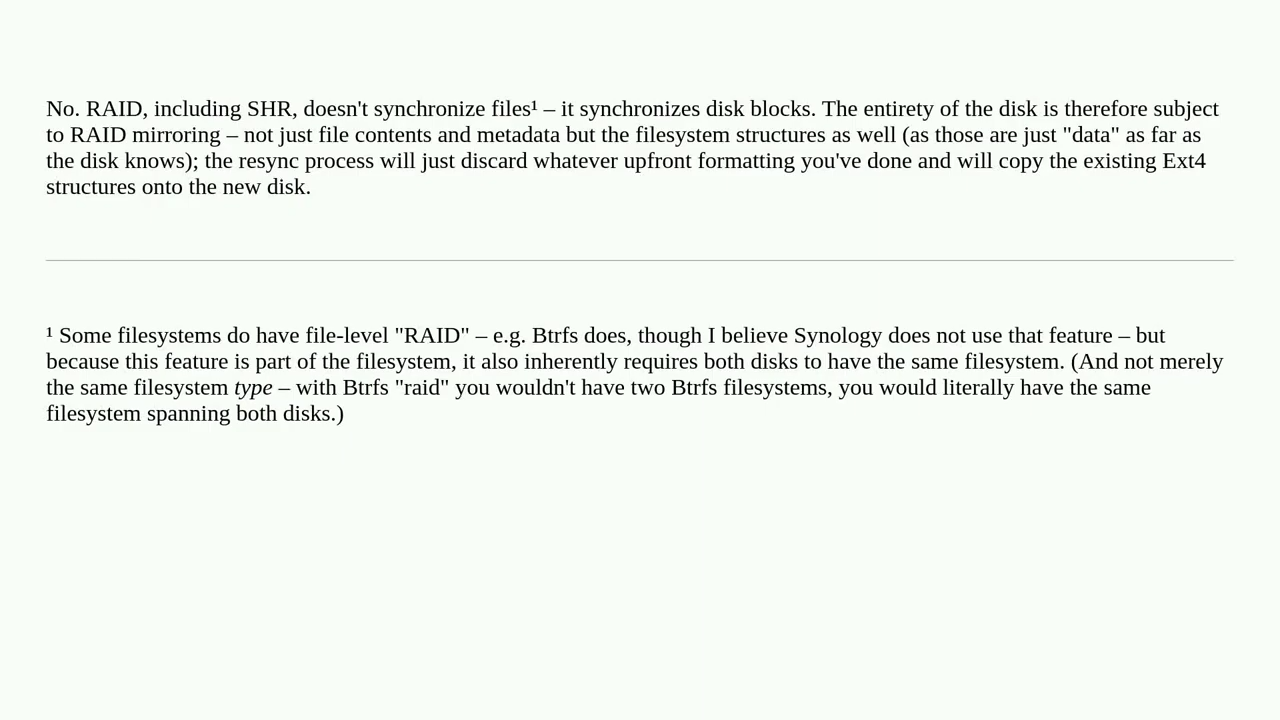 No. RAID, including SHR, doesn't synchronize files¹ – it synchronizes disk blocks. The entirety of the disk is therefore subject
to RAID mirroring – not just file contents and metadata but the filesystem structures as well (as those are just "data" as far as
the disk knows); the resync process will just discard whatever upfront formatting you've done and will copy the existing Ext4
structures onto the new disk.
¹ Some filesystems do have file-level "RAID" – e.g. Btrfs does, though I believe Synology does not use that feature – but
because this feature is part of the filesystem, it also inherently requires both disks to have the same filesystem. (And not merely
the same filesystem type – with Btrfs "raid" you wouldn't have two Btrfs filesystems, you would literally have the same
filesystem spanning both disks.)